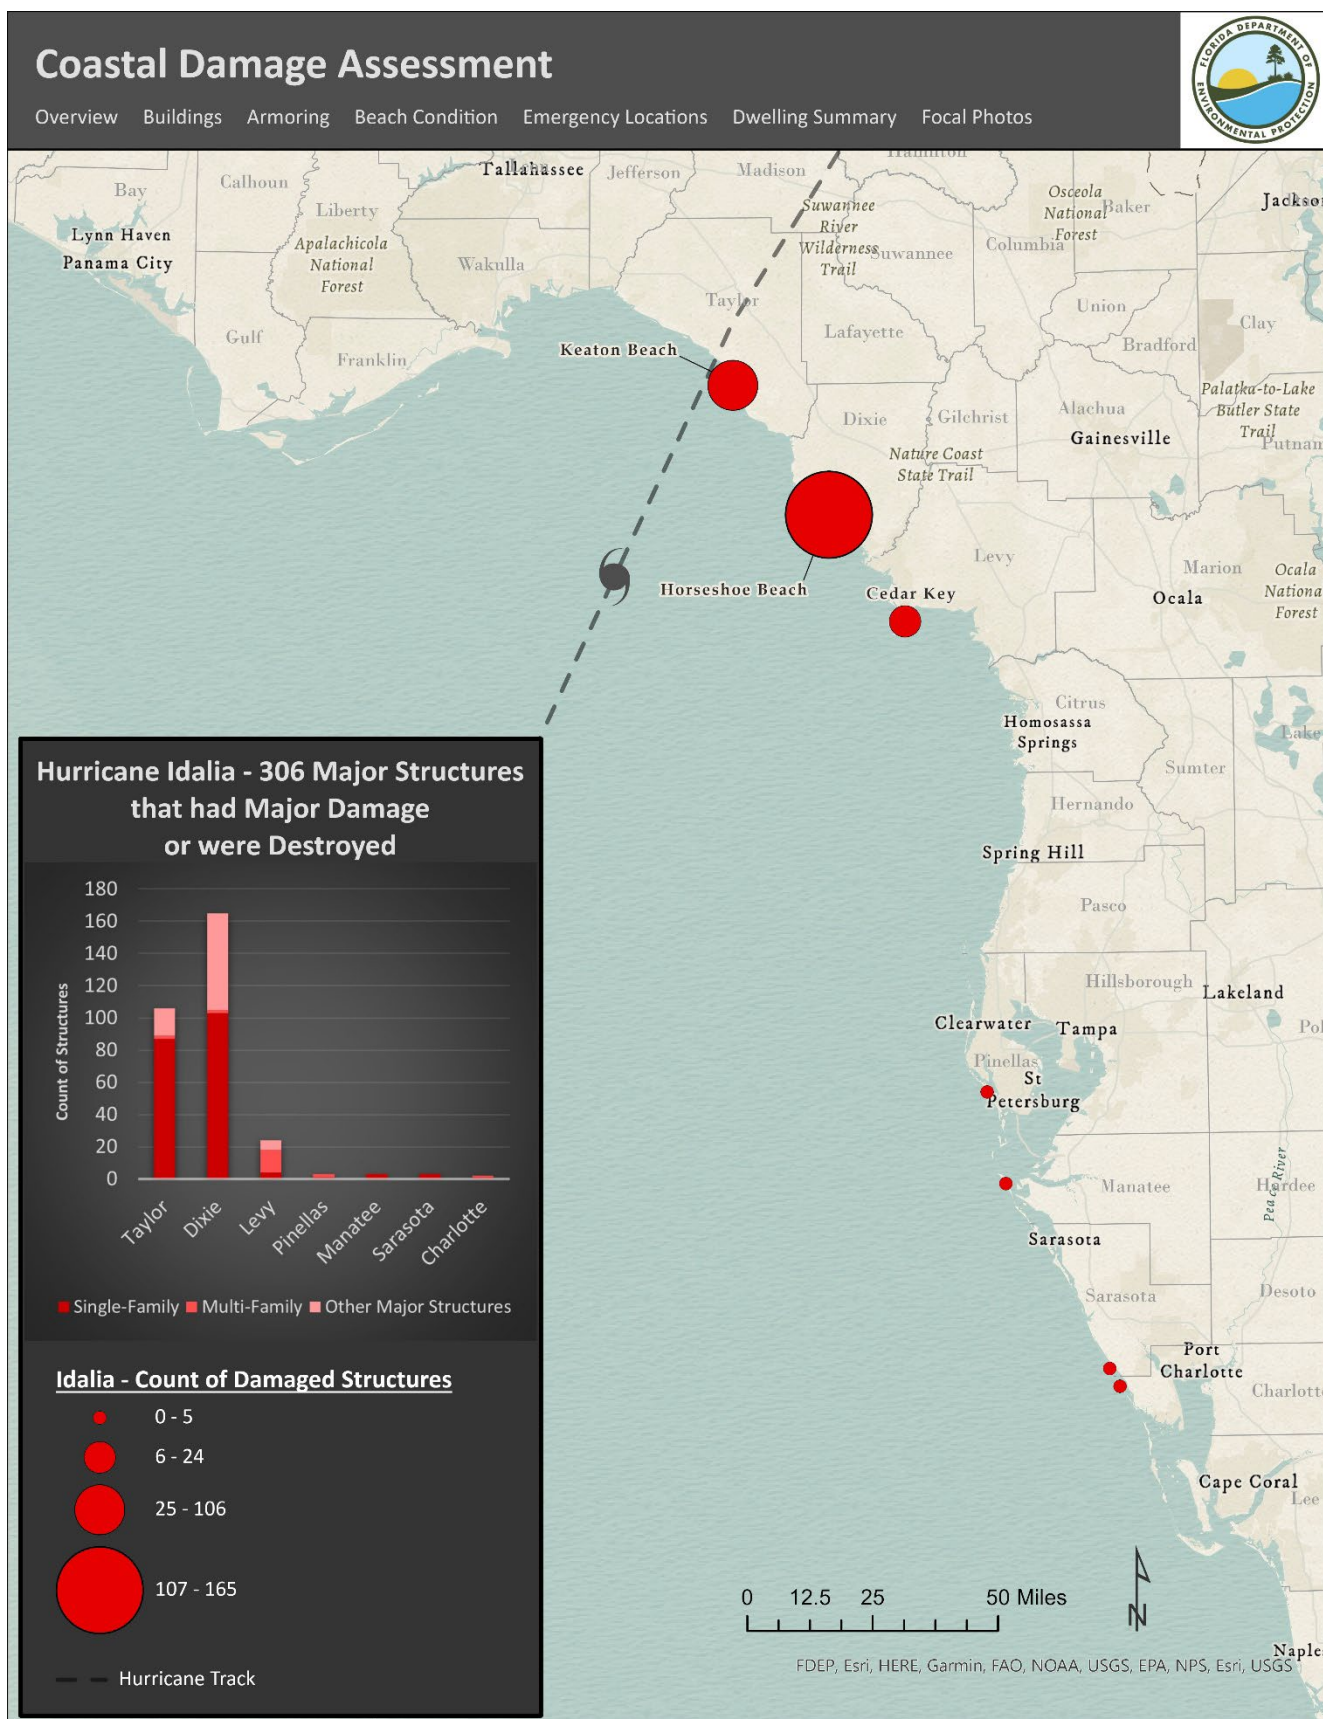 Coastal Damage Assessment
Overview Buildings Armoring Beach Condition Emergency Locations Dwelling Summary Focal Photos
FLORIDA DEPARTMENT OF
ENVIRONMENTAL PROTECTION
Hamilton
Tallahassee
Jefferson
Madison
Bay
Calhoun
Liberty
Osceola
National
Forest
Baker
Jackson
Lynn Haven
Panama City
Apalachicola
National
Forest
Wakulla
Suwannee
River
Wilderness
Trail
Suwannee
Columbia
Taylor
Union
Clay
Gulf
Franklin
Keaton Beach
Lafayette
Bradford
Palatka-to-Lake
Butler State
Trail
Putnam
Dixie
Gilchrist
Alachua
Gainesville
Nature Coast
State Trail
Levy
Marion
Ocala
National
Forest
Horseshoe Beach
Cedar Key
Ocala
Citrus
Homosassa
Springs
Lake
Sumter
Hernando
Spring Hill
Pasco
Hillsborough
Lakeland
Clearwater
Tampa
Pol
Pinellas
St
Petersburg
Manatee
Hardee
Peace River
Sarasota
Sarasota
Desoto
Port
Charlotte
Charlotte
Cape Coral
Lee
Naples
Hurricane Idalia - 306 Major Structures
that had Major Damage
or were Destroyed
Count of Structures
180
160
140
120
100
80
60
40
20
0
Taylor
Dixie
Levy
Pinellas
Manatee
Sarasota
Charlotte
Single-Family Multi-Family Other Major Structures
Idalia - Count of Damaged Structures
0 - 5
6 - 24
25 - 106
107 - 165
Hurricane Track
0 12.5 25 50 Miles
N
FDEP, Esri, HERE, Garmin, FAO, NOAA, USGS, EPA, NPS, Esri, USGS